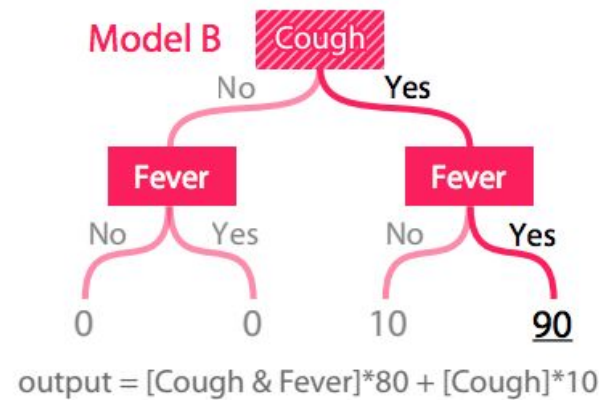 Model B
Cough
No Yes
Fever Fever
No Yes No Yes
0 0 10 90
output = [Cough & Fever]*80 + [Cough]*10